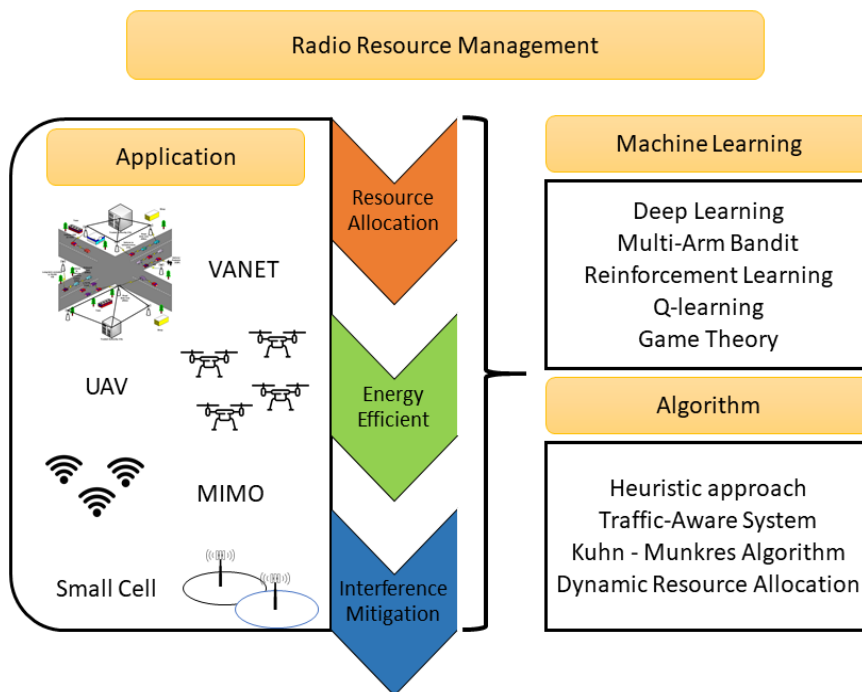 Radio Resource Management
Application
VANET
UAV
MIMO
Small Cell
Resource
Allocation
Energy
Efficient
Interference
Mitigation
Machine Learning
Deep Learning
Multi-Arm Bandit
Reinforcement Learning
Q-learning
Game Theory
Algorithm
Heuristic approach
Traffic-Aware System
Kuhn - Munkres Algorithm
Dynamic Resource Allocation